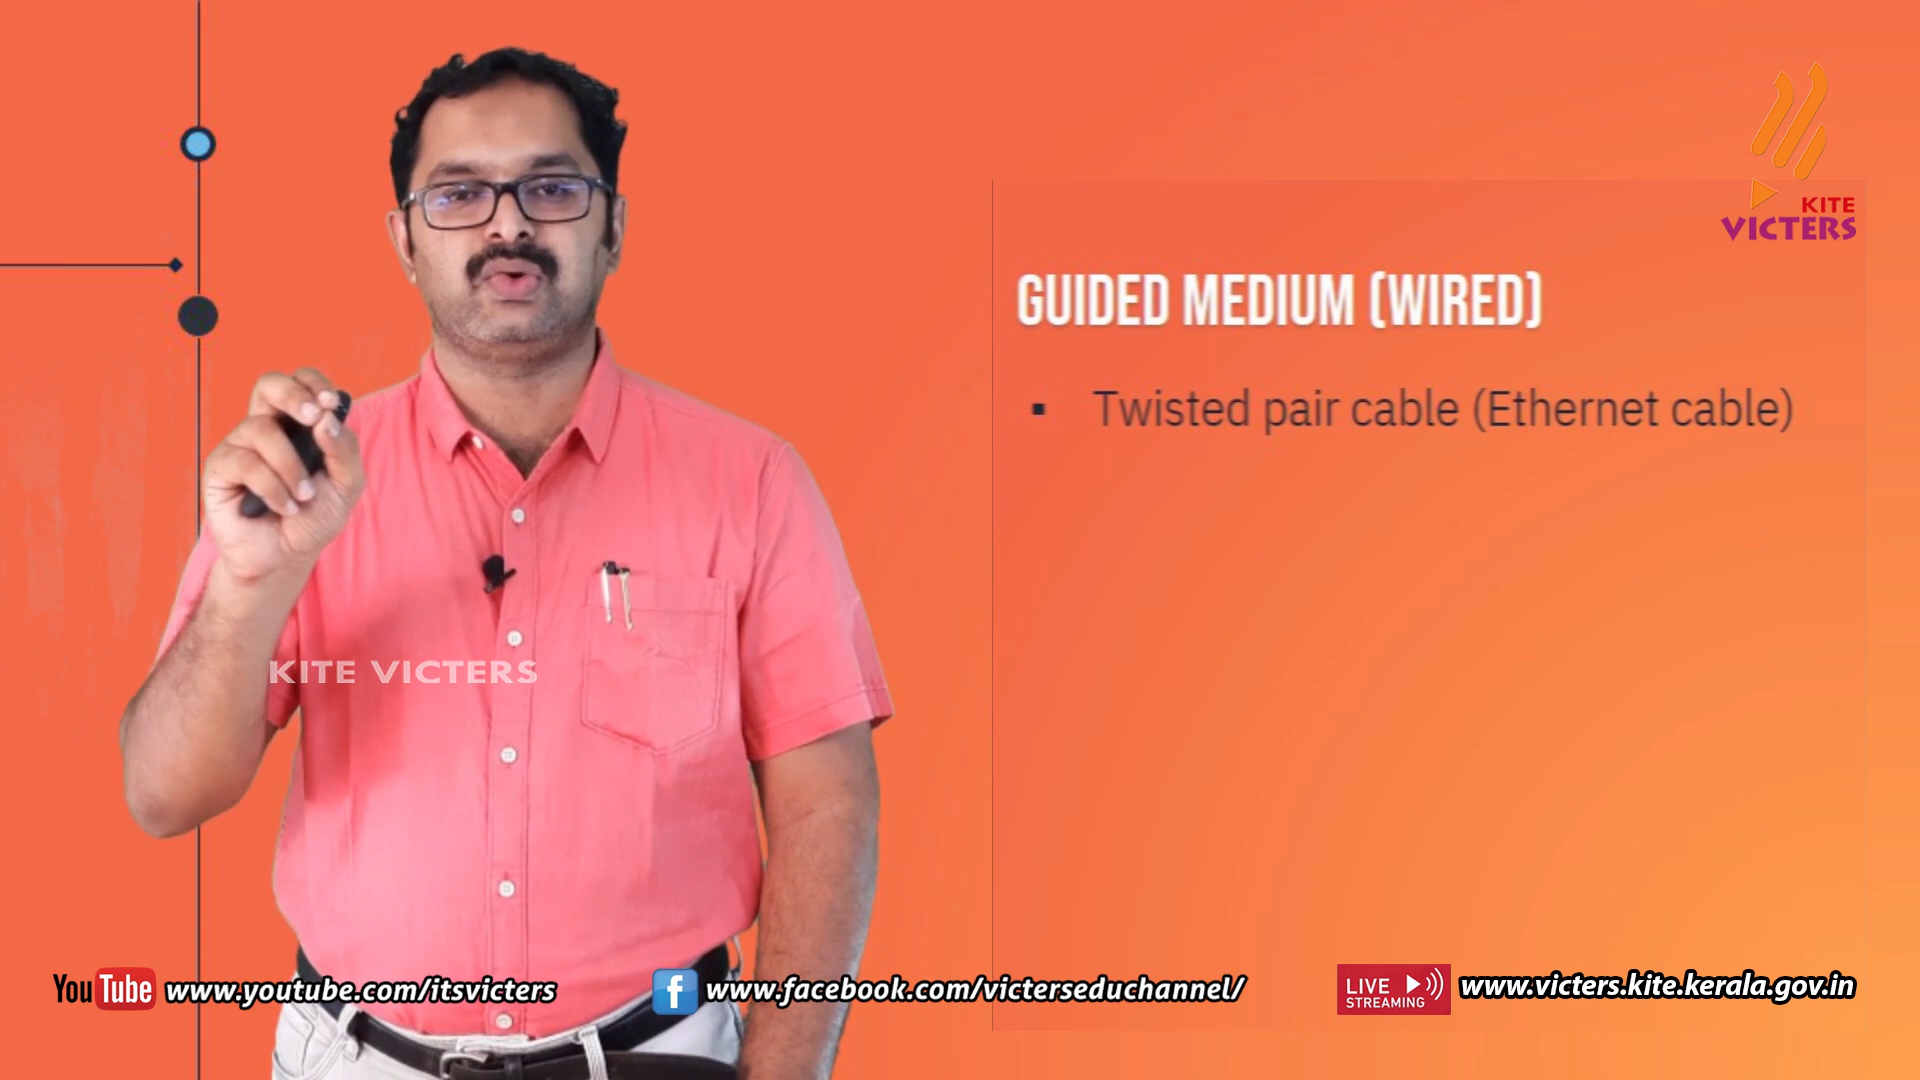 KITE
VICTERS
GUIDED MEDIUM (WIRED)
▪ Twisted pair cable (Ethernet cable)
KITE VICTERS
YouTube www.youtube.com/itsvicters
f www.facebook.com/victerseduchannel/
LIVE STREAMING www.victers.kite.kerala.gov.in